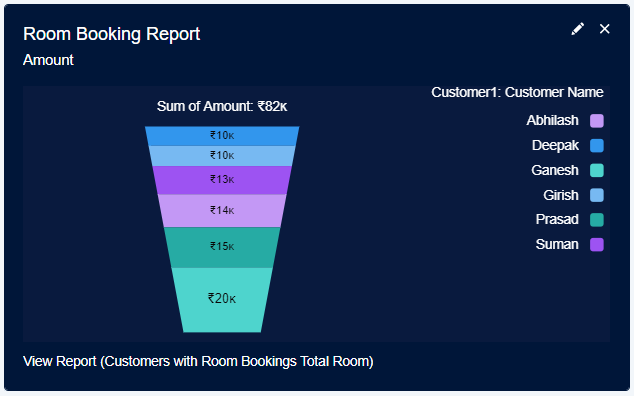 Room Booking Report
Amount
Customer1: Customer Name
Sum of Amount: ₹82K
Abhilash
Deepak
Ganesh
Girish
Prasad
Suman
₹10K
₹10K
₹13K
₹14K
₹15K
₹20K
View Report (Customers with Room Bookings Total Room)